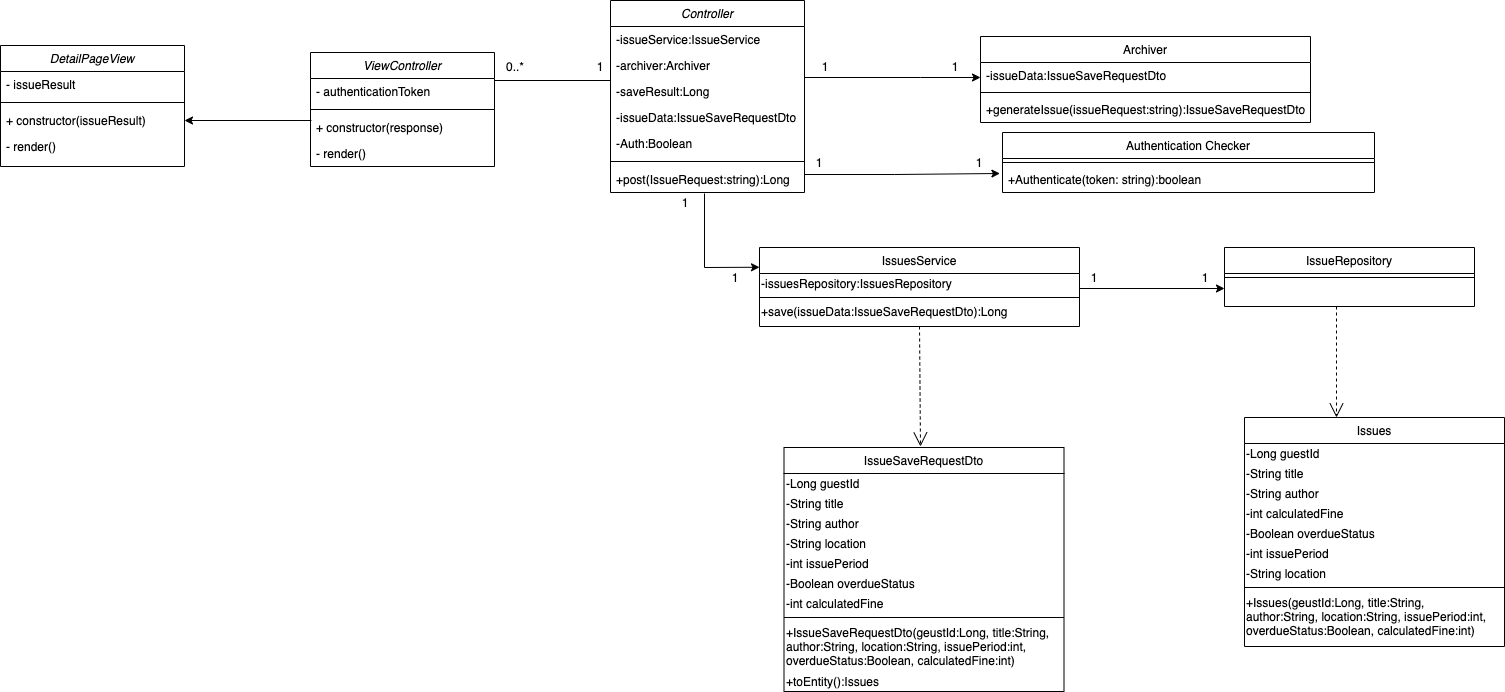 DetailPageView
- issueResult
+ constructor(issueResult)
- render()
ViewController
- authenticationToken
+ constructor(response)
- render()
0..*
1
Controller
-issueService:IssueService
-archiver:Archiver
-saveResult:Long
-issueData:IssueSaveRequestDto
-Auth:Boolean
+post(IssueRequest:string):Long
1
1
Archiver
-issueData:IssueSaveRequestDto
+generateIssue(issueRequest:string):IssueSaveRequestDto
1
1
Authentication Checker
+Authenticate(token: string):boolean
1
1
IssuesService
-issuesRepository:IssuesRepository
+save(issueData:IssueSaveRequestDto):Long
1
1
IssueRepository
IssueSaveRequestDto
-Long guestId
-String title
-String author
-String location
-int issuePeriod
-Boolean overdueStatus
-int calculatedFine
+IssueSaveRequestDto(geustId:Long, title:String,
author:String, location:String, issuePeriod:int,
overdueStatus:Boolean, calculatedFine:int)
+toEntity():Issues
Issues
-Long guestId
-String title
-String author
-int calculatedFine
-Boolean overdueStatus
-int issuePeriod
-String location
+Issues(geustId:Long, title:String,
author:String, location:String, issuePeriod:int,
overdueStatus:Boolean, calculatedFine:int)